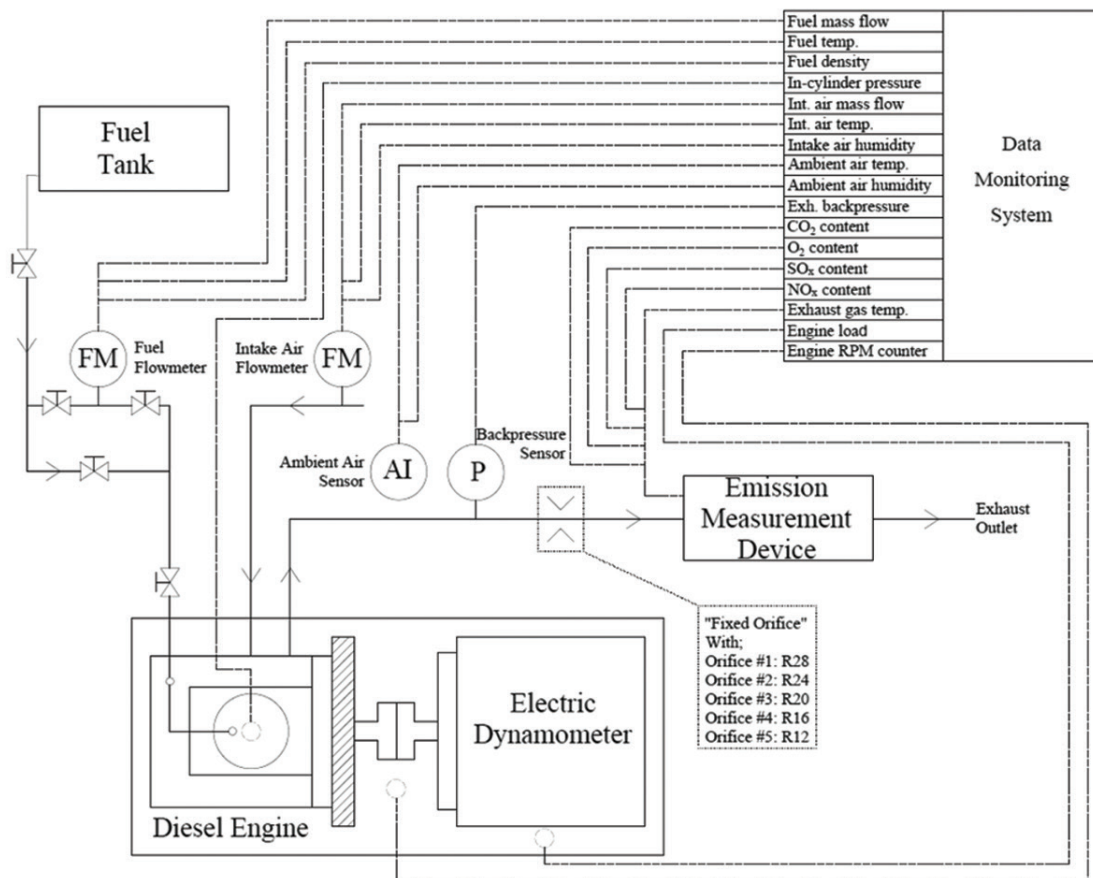 Fuel mass flow
Fuel temp.
Fuel density
In-cylinder pressure
Int. air mass flow
Int. air temp.
Intake air humidity
Ambient air temp.
Ambient air humidity
Exh. backpressure
CO₂ content
O₂ content
SOₓ content
NOₓ content
Exhaust gas temp.
Engine load
Engine RPM counter
Data
Monitoring
System
Fuel
Tank
FM
Fuel
Flowmeter
Intake Air
Flowmeter
FM
Ambient Air
Sensor
AI
Backpressure
Sensor
P
Emission
Measurement
Device
Exhaust
Outlet
"Fixed Orifice"
With;
Orifice #1: R28
Orifice #2: R24
Orifice #3: R20
Orifice #4: R16
Orifice #5: R12
Electric
Dynamometer
Diesel Engine